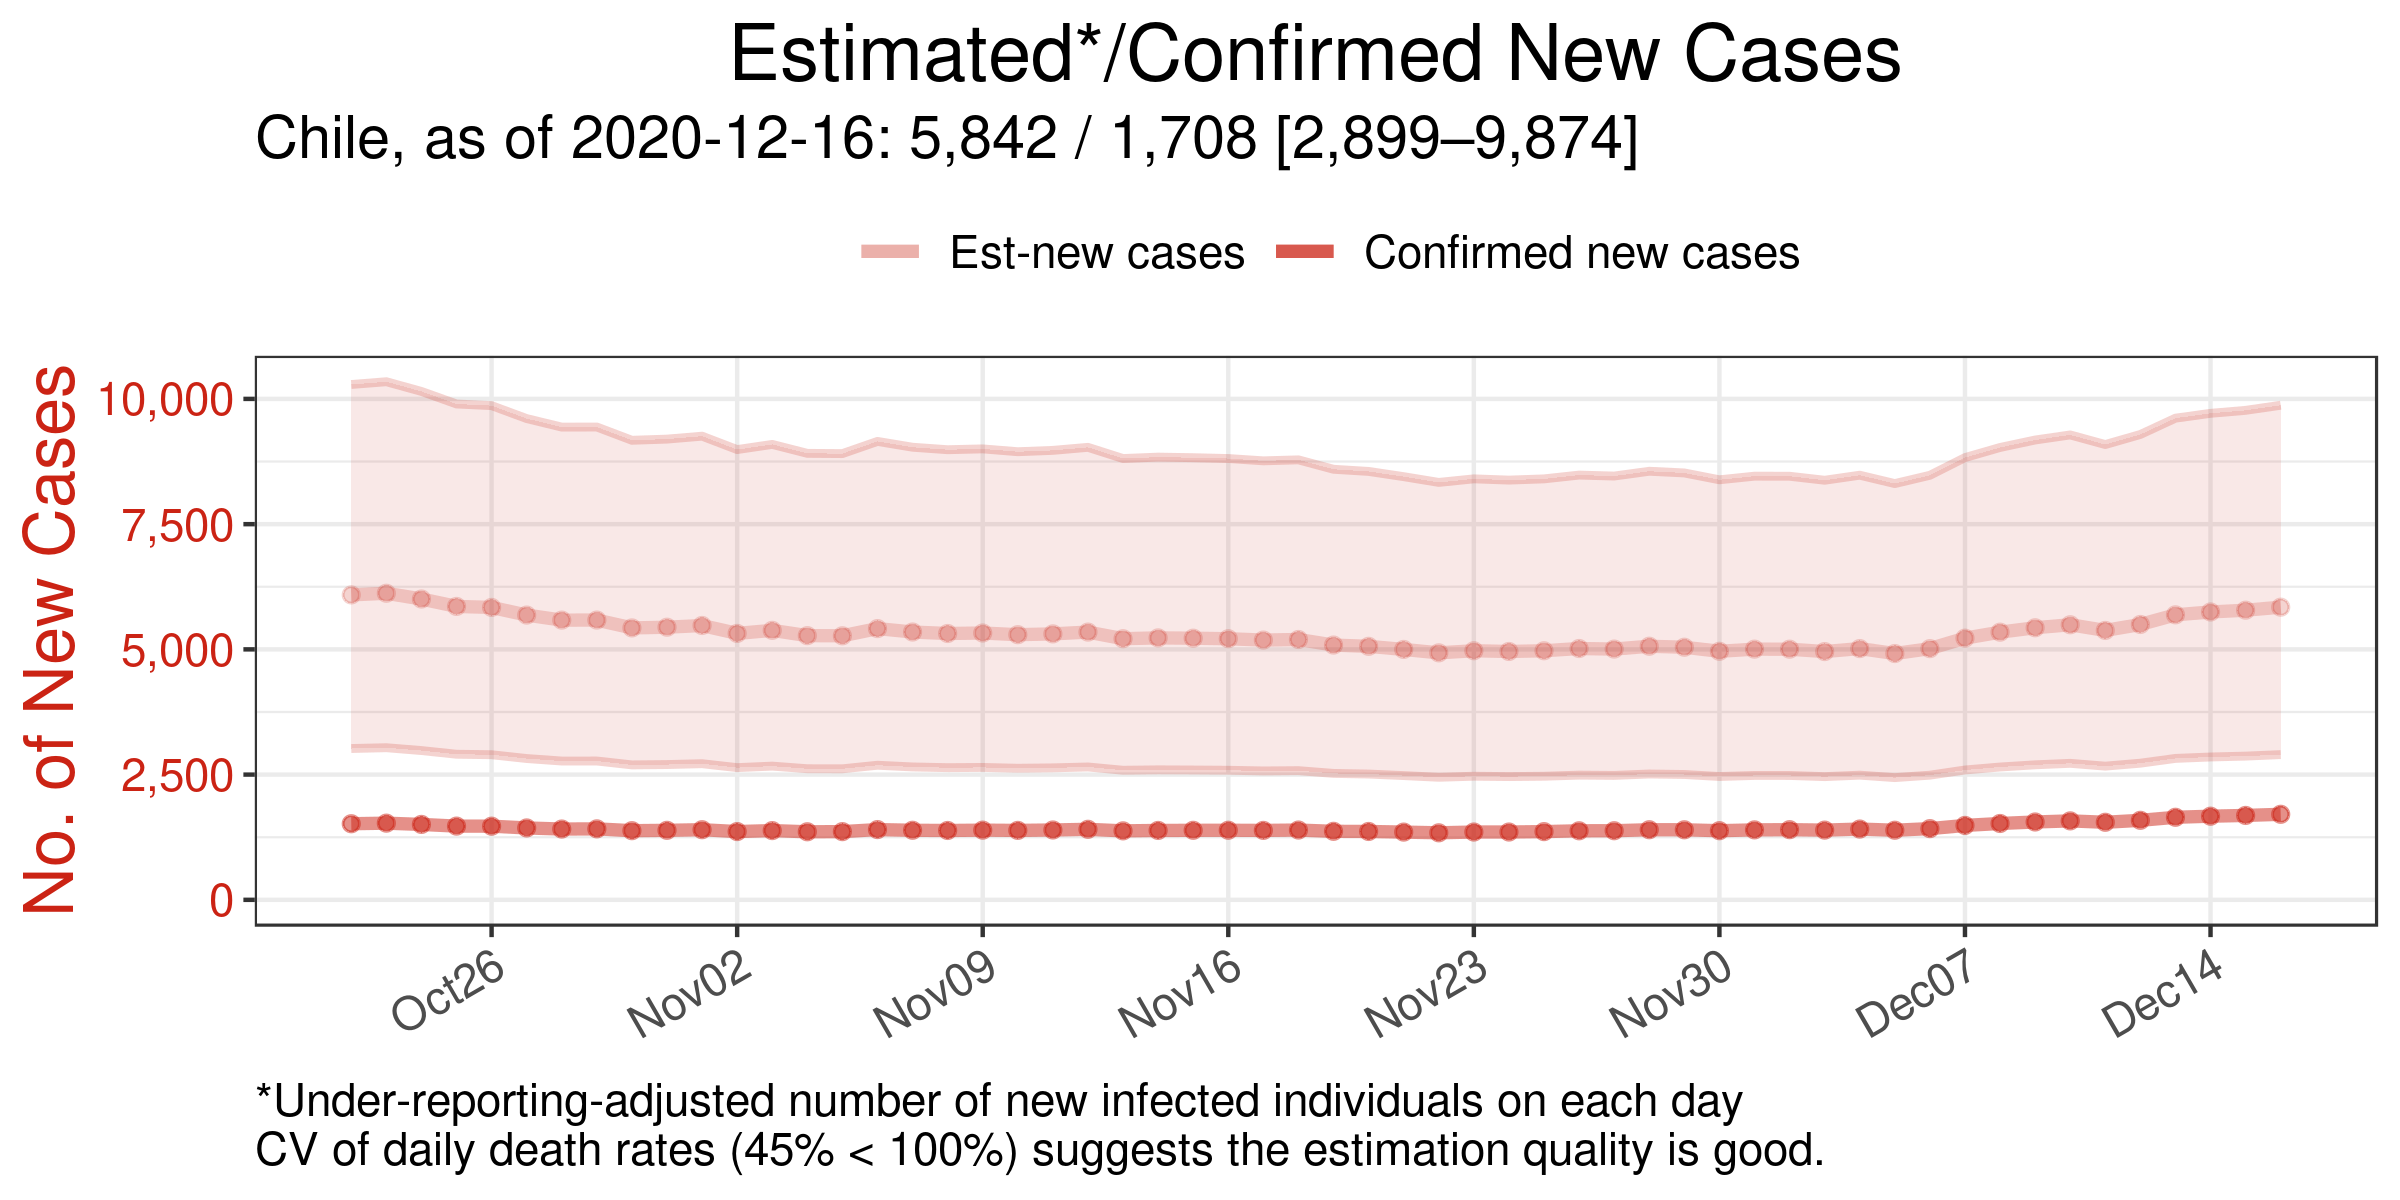 Estimated*/Confirmed New Cases
Chile, as of 2020-12-16: 5,842 / 1,708 [2,899–9,874]
Est-new cases
Confirmed new cases
No. of New Cases
10,000
7,500
5,000
2,500
0
Oct26
Nov02
Nov09
Nov16
Nov23
Nov30
Dec07
Dec14
*Under-reporting-adjusted number of new infected individuals on each day
CV of daily death rates (45% < 100%) suggests the estimation quality is good.